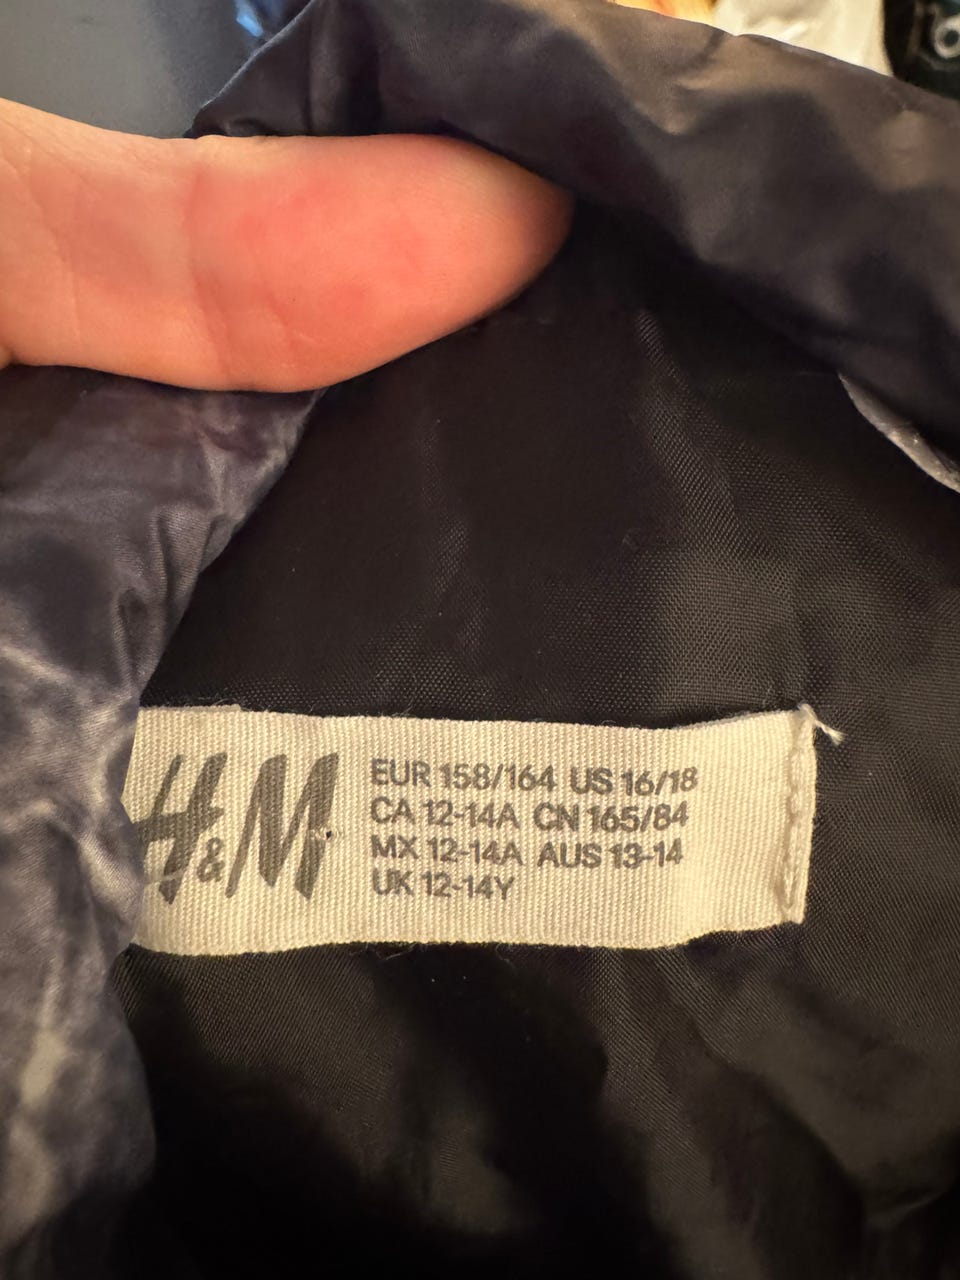 H&M
EUR 158/164 US 16/18
CA 12-14A CN 165/84
MX 12-14A AUS 13-14
UK 12-14Y